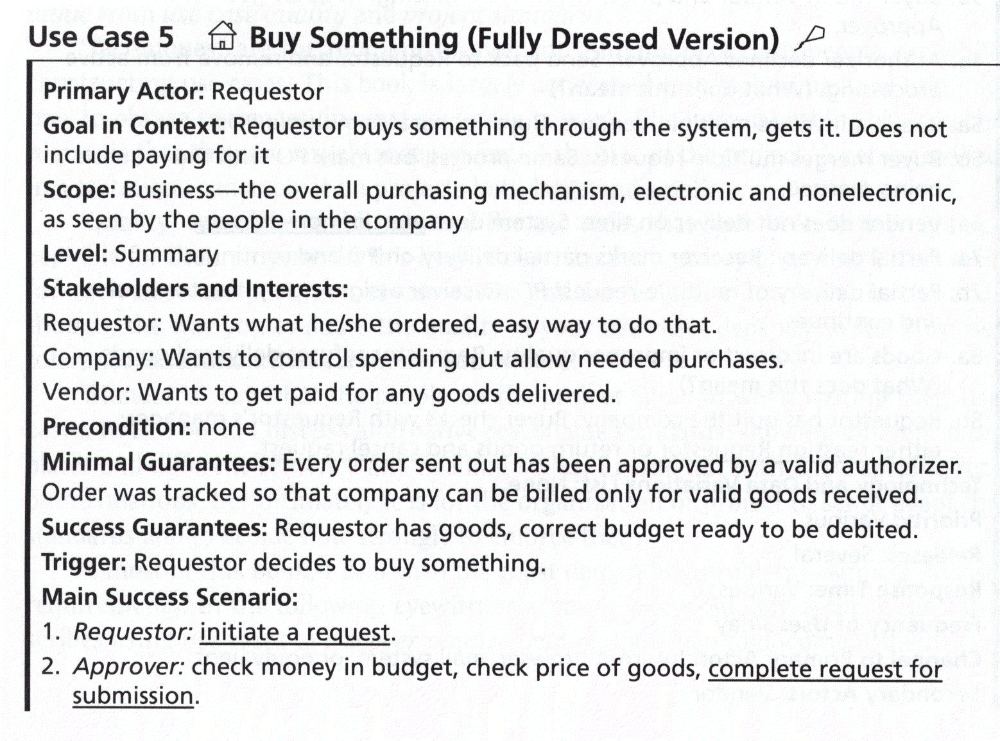 Use Case 5 Buy Something (Fully Dressed Version)
Primary Actor: Requestor
Goal in Context: Requestor buys something through the system, gets it. Does not
include paying for it
Scope: Business—the overall purchasing mechanism, electronic and nonelectronic,
as seen by the people in the company
Level: Summary
Stakeholders and Interests:
Requestor: Wants what he/she ordered, easy way to do that.
Company: Wants to control spending but allow needed purchases.
Vendor: Wants to get paid for any goods delivered.
Precondition: none
Minimal Guarantees: Every order sent out has been approved by a valid authorizer.
Order was tracked so that company can be billed only for valid goods received.
Success Guarantees: Requestor has goods, correct budget ready to be debited.
Trigger: Requestor decides to buy something.
Main Success Scenario:
1. Requestor: initiate a request.
2. Approver: check money in budget, check price of goods, complete request for
submission.